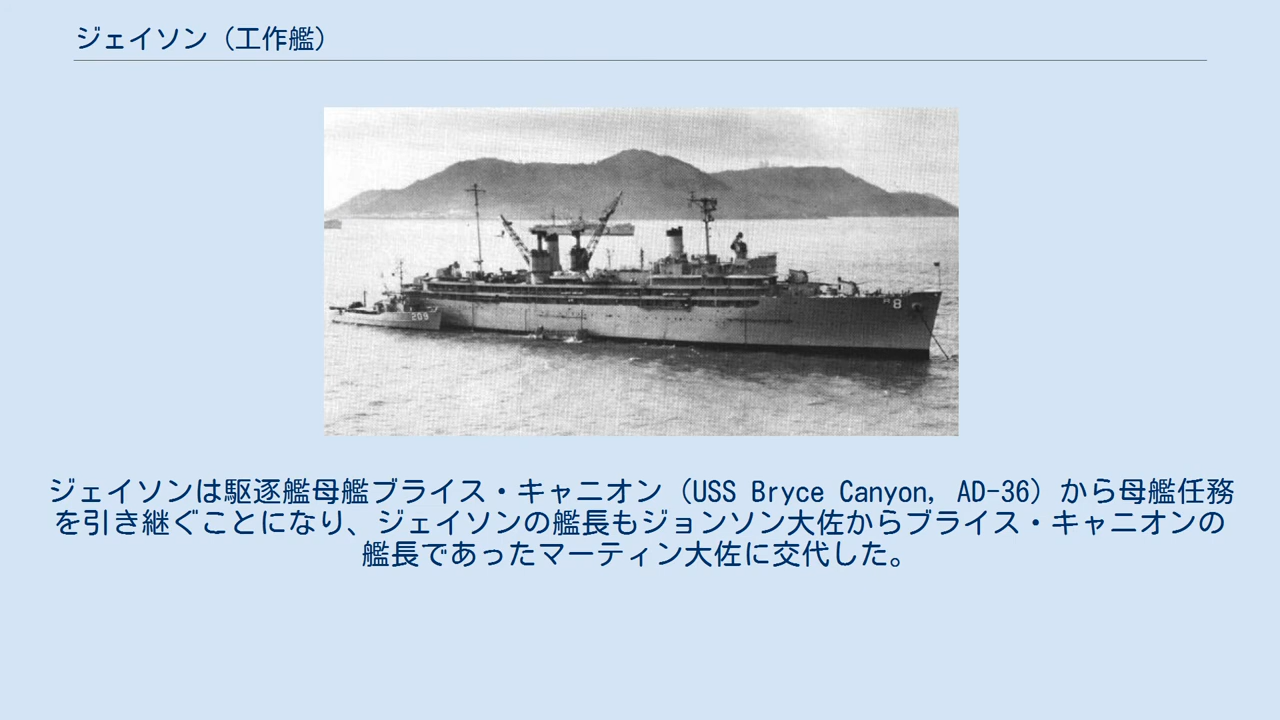 ジェイソン（工作艦）
209
8
ジェイソンは駆逐艦母艦ブライス・キャニオン（USS Bryce Canyon, AD-36）から母艦任務
を引き継ぐことになり、ジェイソンの艦長もジョンソン大佐からブライス・キャニオンの
艦長であったマーティン大佐に交代した。